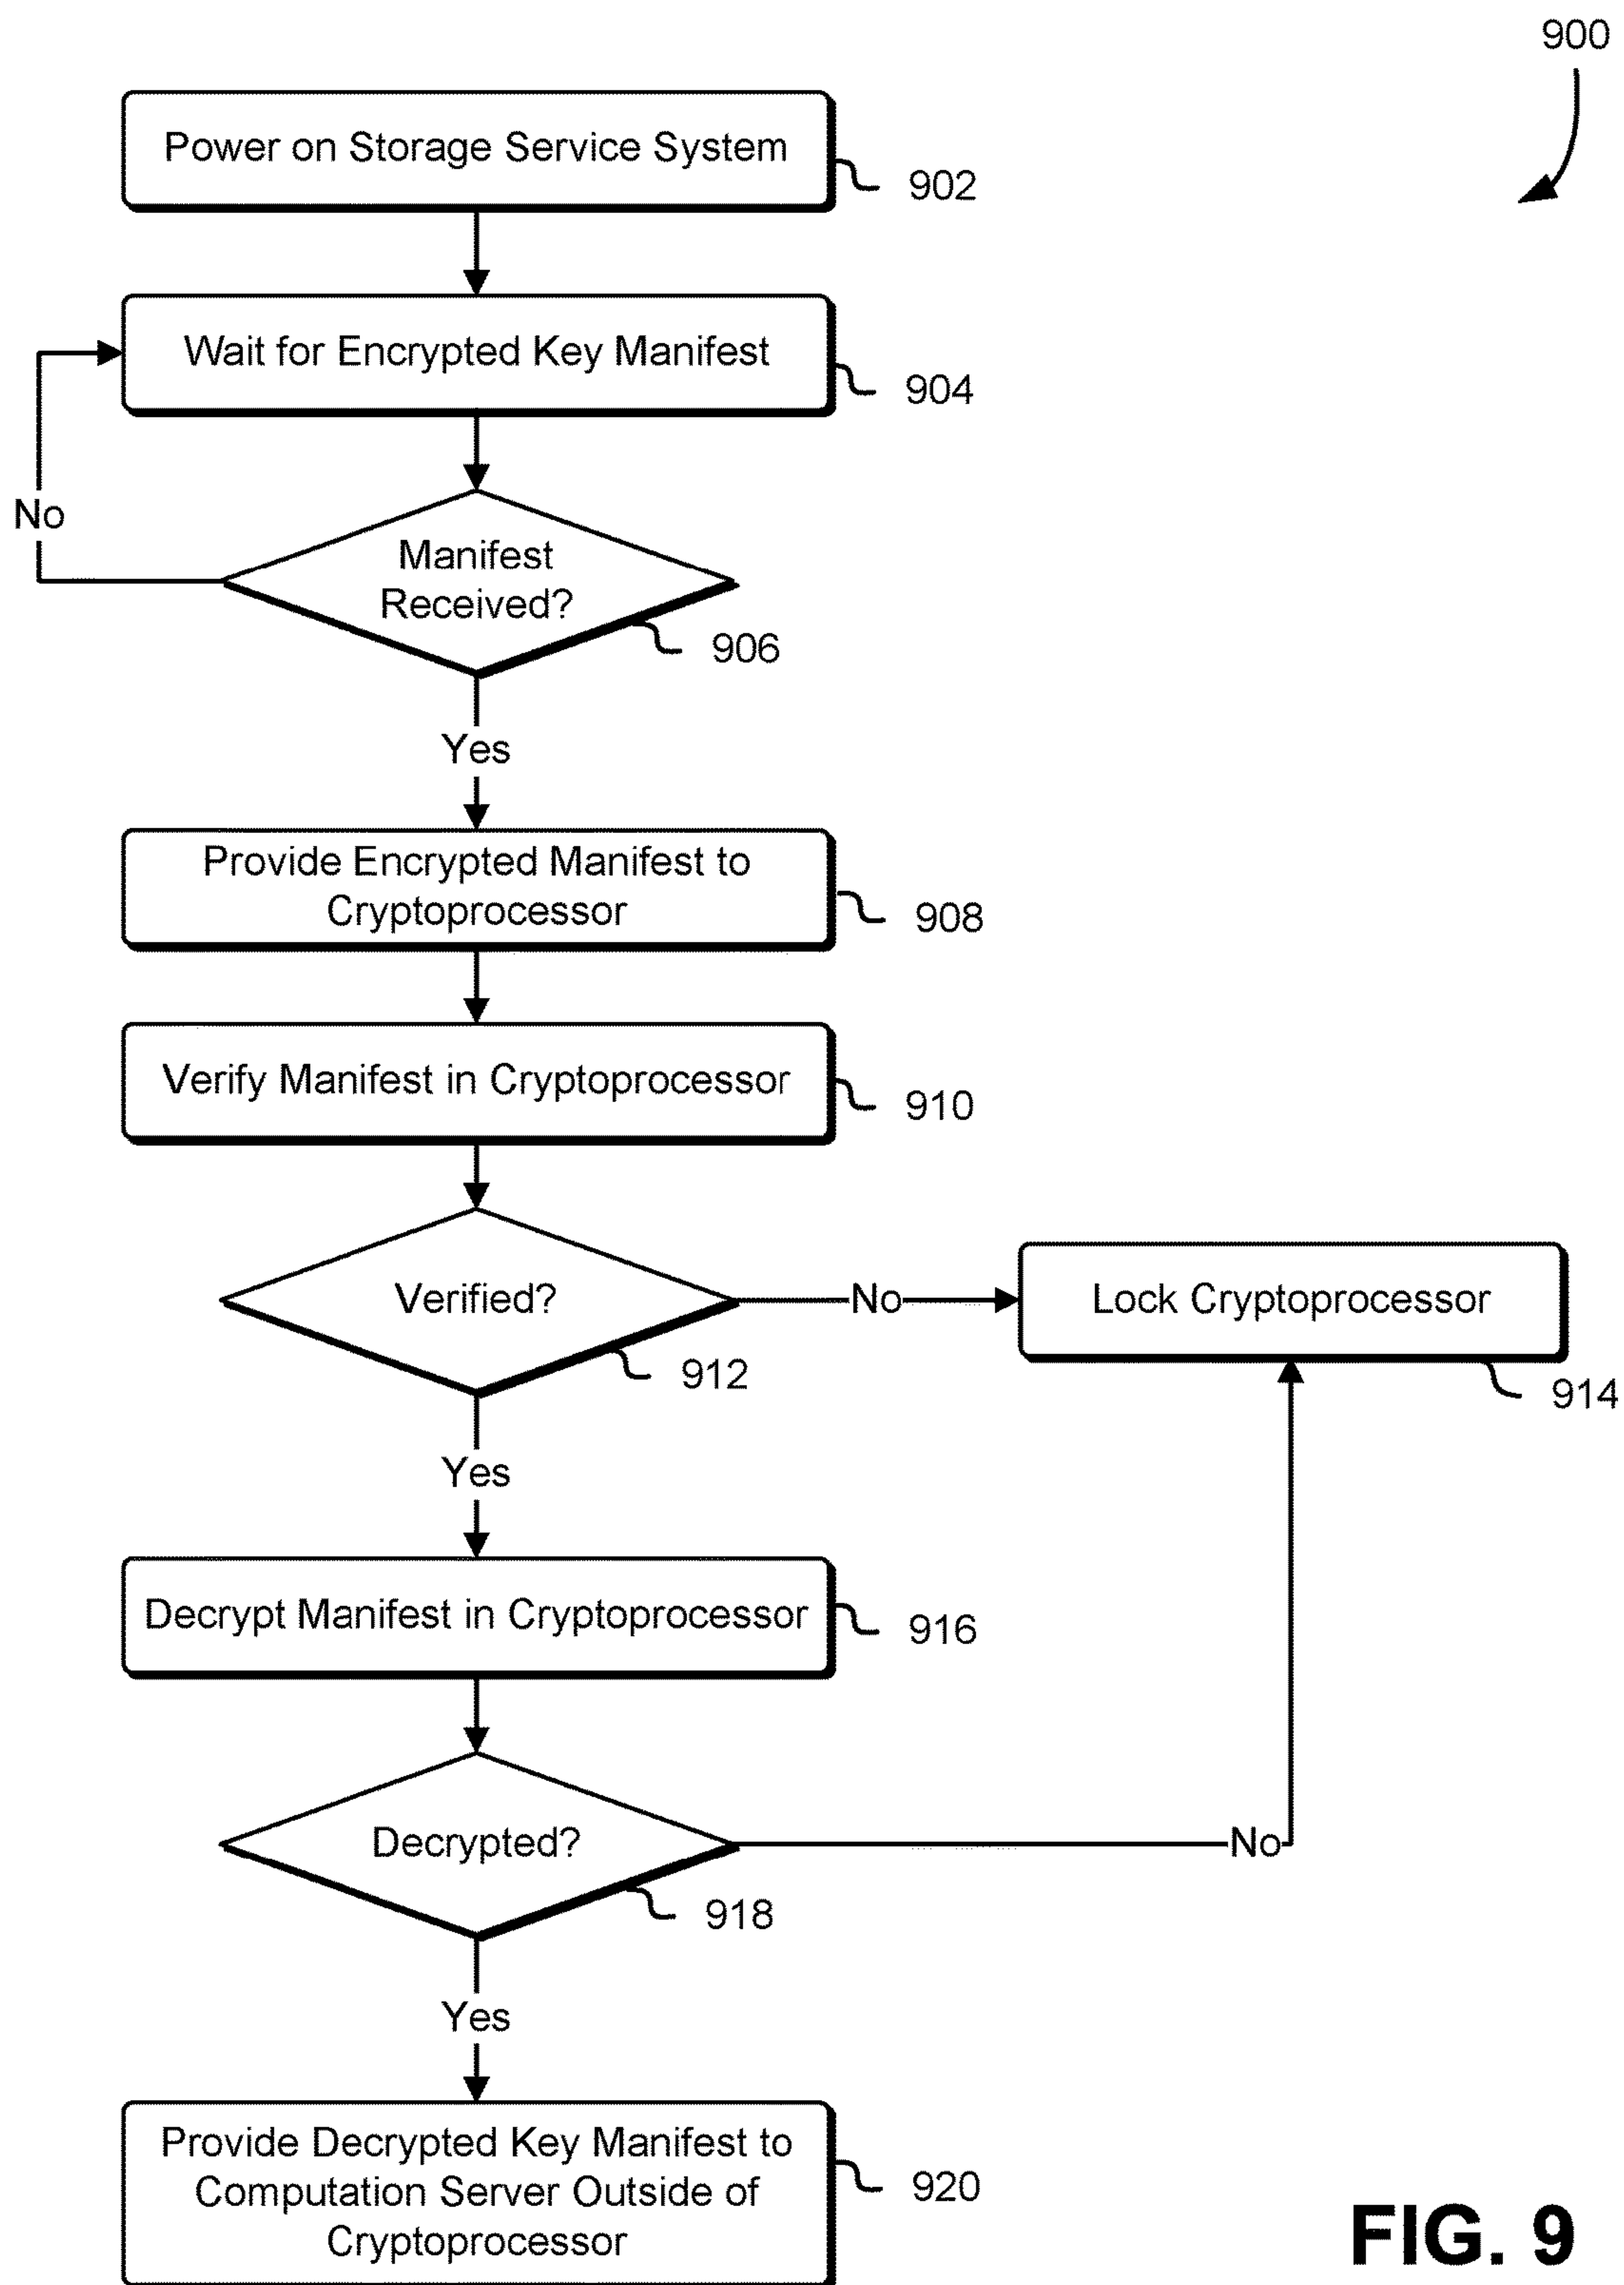 900
Power on Storage Service System
902
Wait for Encrypted Key Manifest
904
No
Manifest
Received?
906
Yes
Provide Encrypted Manifest to
Cryptoprocessor
908
Verify Manifest in Cryptoprocessor
910
Verified?
No
Lock Cryptoprocessor
912
914
Yes
Decrypt Manifest in Cryptoprocessor
916
Decrypted?
No
918
Yes
Provide Decrypted Key Manifest to
Computation Server Outside of
Cryptoprocessor
920
FIG. 9